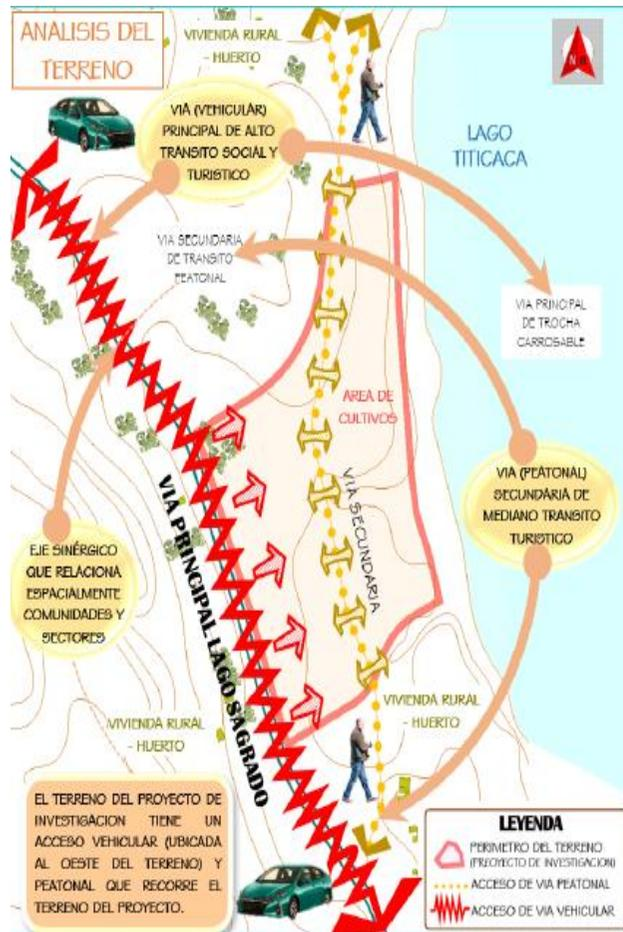 ANALISIS DEL
TERRENO
VIVIENDA RURAL
- HUERTO
N
VIA (VEHICULAR)
PRINCIPAL DE ALTO
TRANSITO SOCIAL Y
TURISTICO
LAGO
TITICACA
VIA SECUNDARIA
DE TRANSITO
PEATONAL
VIA PRINCIPAL
DE TROCHA
CARROSABLE
AREA DE
CULTIVOS
VIA SECUNDARIA
VIA (PEATONAL)
SECUNDARIA DE
MEDIANO TRANSITO
TURISTICO
VIA PRINCIPAL LAGO SAGRADO
EJE SINÉRGICO
QUE RELACIONA
ESPACIALMENTE
COMUNIDADES Y
SECTORES
VIVIENDA RURAL
- HUERTO
VIVIENDA RURAL
- HUERTO
EL TERRENO DEL PROYECTO DE
INVESTIGACION TIENE UN
ACCESO VEHICULAR (UBICADA
AL OESTE DEL TERRENO) Y
PEATONAL QUE RECORRE EL
TERRENO DEL PROYECTO.
LEYENDA
PERIMETRO DEL TERRENO
(PROYECTO DE INVESTIGACION)
ACCESO DE VIA PEATONAL
ACCESO DE VIA VEHICULAR